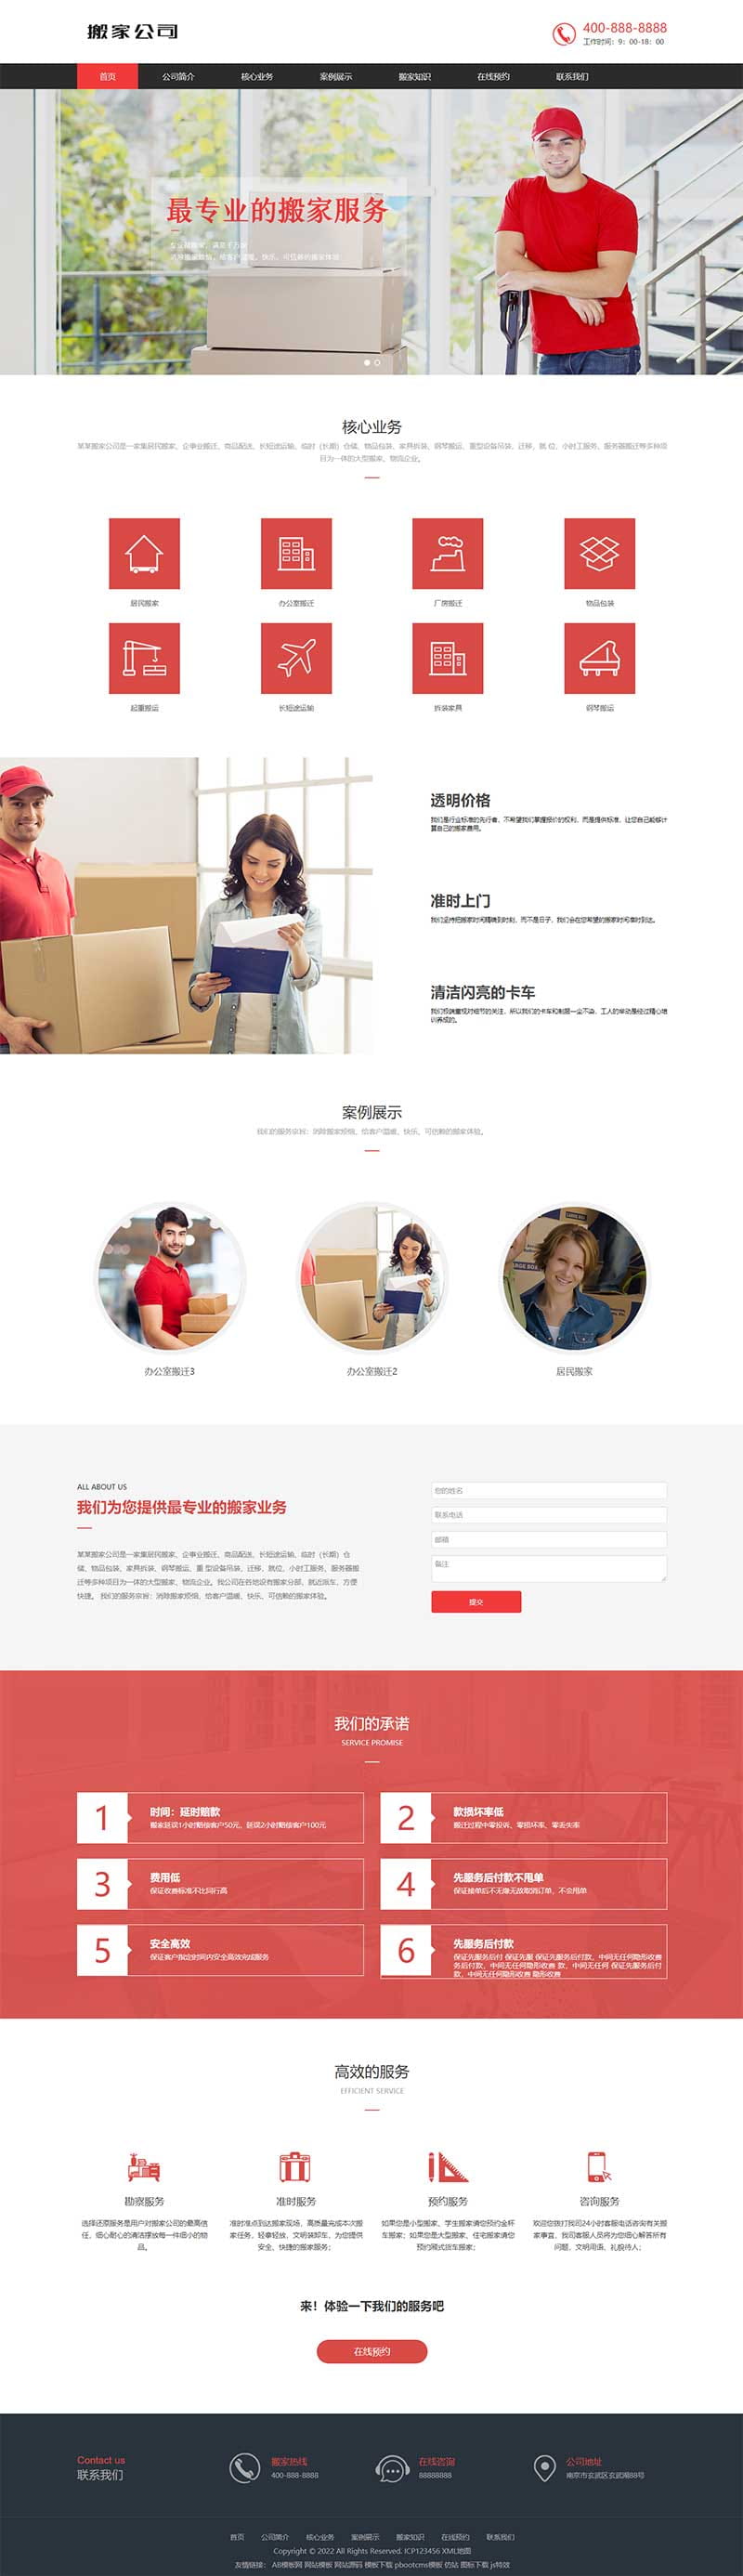 搬家公司
400-888-8888
工作时间：9：00-18：00
首页 公司简介 核心业务 案例展示 搬家知识 在线预约 联系我们
最专业的搬家服务
核心业务
某某搬家公司是一家集居民搬家、企事业搬迁、商品配送、长短途运输、临时（长期）仓储、物品包装、家具拆装、钢琴搬运、重型设备吊装、迁移、就 位、小时工服务、服务器搬迁等多种项
目为一体的大型搬家、物流企业。
居民搬家 办公室搬迁 厂房搬迁 物品包装
起重搬运 长短途运输 拆装家具 钢琴搬运
透明价格
我们是行业标准的先行者，不希望我们掌握报价的权利，而是提供标准，让您自己能够计
算自己的搬家费用。
准时上门
我们坚持把搬家时间精确到时刻，而不是日子，我们会在您希望的搬家时间准时到达。
清洁闪亮的卡车
我们极端重视对细节的关注，所以我们的卡车和制服一尘不染，工人的举动是经过精心培
训养成的。
案例展示
我们的服务宗旨：消除搬家烦恼，给客户温暖、快乐、可信赖的搬家体验。
办公室搬迁3 办公室搬迁2 居民搬家
ALL ABOUT US
我们为您提供最专业的搬家业务
某某搬家公司是一家集居民搬家、企事业搬迁、商品配送、长短途运输、临时（长期）仓
储、物品包装、家具拆装、钢琴搬运、重 型设备吊装、迁移、就位、小时工服务、服务器搬
迁等多种项目为一体的大型搬家、物流企业。我公司在各地设有搬家分部，就近派车，方便
快捷。 我们的服务宗旨：消除搬家烦恼，给客户温暖、快乐、可信赖的搬家体验。
您的姓名
联系电话
邮箱
备注
提交
我们的承诺
SERVICE PROMISE
1 时间：延时赔款
搬家延误1小时赔偿客户50元，延误2小时赔偿客户100元
2 款损坏率低
搬迁过程中零投诉、零损坏率、零丢失率
3 费用低
保证收费标准不比同行高
4 先服务后付款不甩单
保证接单后不无缘无故取消订单，不会甩单
5 安全高效
保证客户指定时间内安全高效完成服务
6 先服务后付款
保证先服务后付 保证先服 保证先服务后付款，中间无任何隐形收费
务后付款，中间无任何隐形收费 款，中间无任何 保证先服务后付
款，中间无任何隐形收费 隐形收费
高效的服务
EFFICIENT SERVICE
勘察服务
选择还原服务是用户对搬家公司的最高信
任，细心耐心的清洁摆放每一件细小的物
品。
准时服务
准时准点到达搬家现场，高质量完成本次搬
家任务，轻拿轻放，文明装卸车，为您提供
安全、快捷的搬家服务；
预约服务
如果您是小型搬家、学生搬家请您预约金杯
车搬家；如果您是大型搬家、住宅搬家请您
预约厢式货车搬家；
咨询服务
欢迎您拨打我司24小时客服电话咨询有关搬
家事宜，我司客服人员将为您细心解答所有
问题，文明用语、礼貌待人；
来！体验一下我们的服务吧
在线预约
Contact us
联系我们
搬家热线
400-888-8888
在线咨询
88888888
公司地址
南京市玄武区玄武湖88号
首页 公司简介 核心业务 案例展示 搬家知识 在线预约 联系我们
Copyright © 2022 All Rights Reserved. ICP123456 XML地图
友情链接： AB模板网 网站模板 网站源码 模板下载 pbootcms模板 仿站 图标下载 js特效